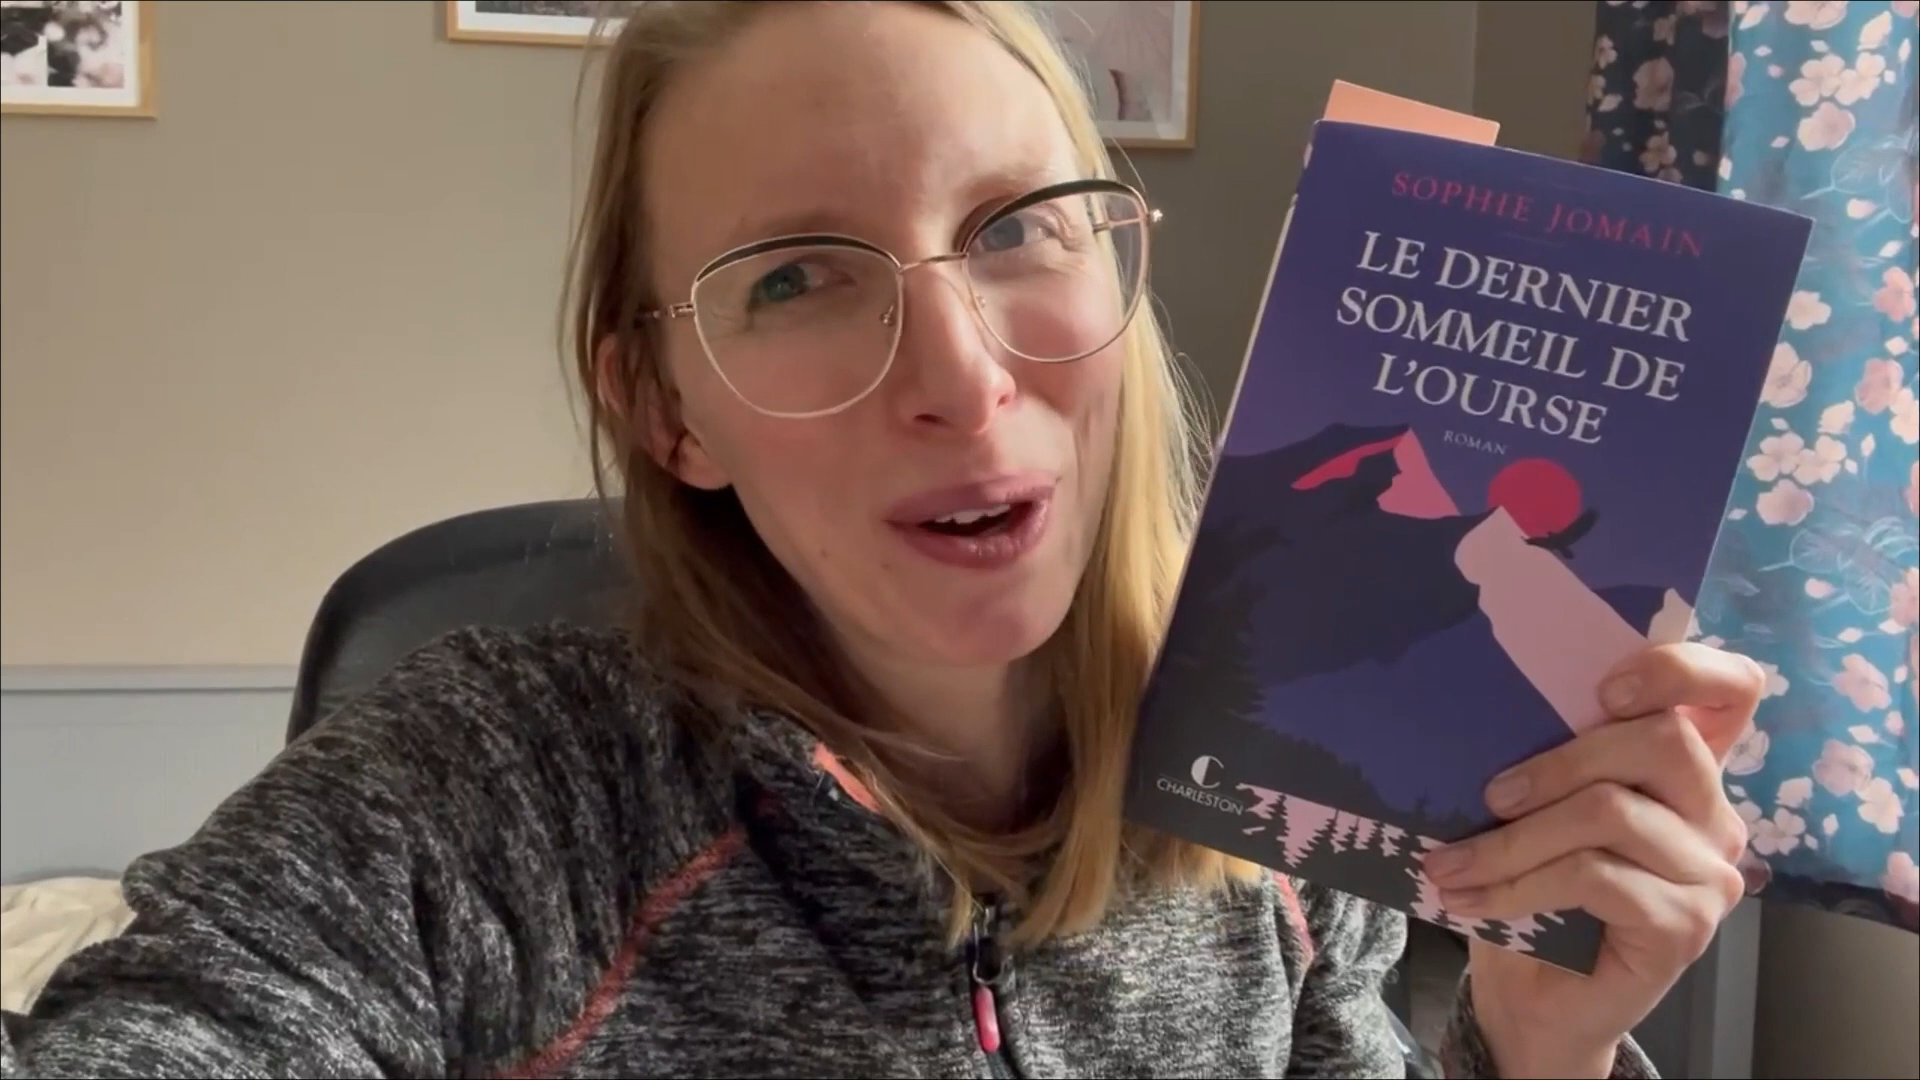 SOPHIE JOMAIN
LE DERNIER
SOMMEIL DE
L'OURSE
ROMAN
CHARLESTON